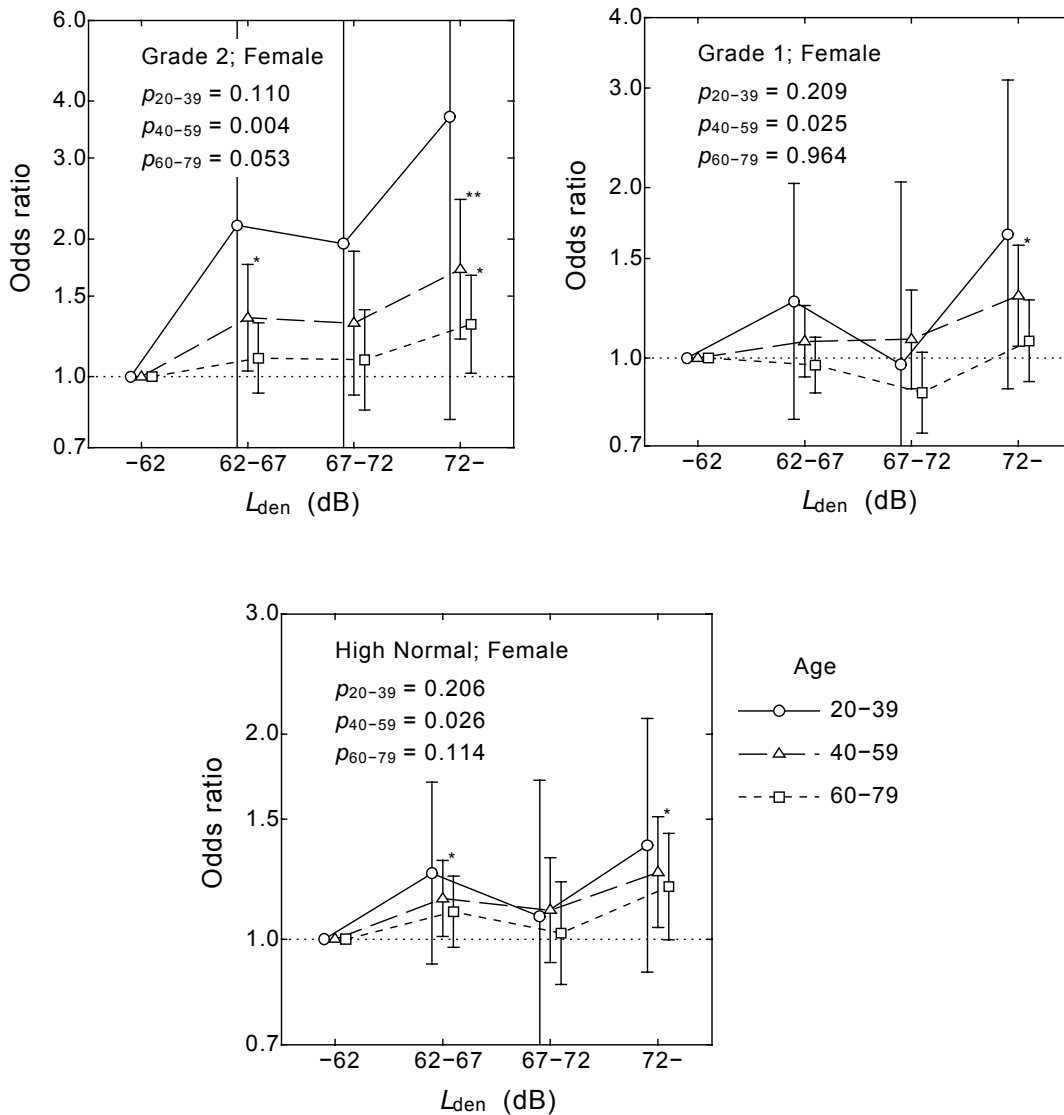 6.0
4.0
3.0
2.0
1.5
1.0
0.7
Odds ratio
Grade 2; Female
p20−39 = 0.110
p40−59 = 0.004
p60−79 = 0.053
*
**
*
−62 62−67 67−72 72−
Lden (dB)
4.0
3.0
2.0
1.5
1.0
0.7
Odds ratio
Grade 1; Female
p20−39 = 0.209
p40−59 = 0.025
p60−79 = 0.964
*
−62 62−67 67−72 72−
Lden (dB)
3.0
2.0
1.5
1.0
0.7
Odds ratio
High Normal; Female
p20−39 = 0.206
p40−59 = 0.026
p60−79 = 0.114
*
*
−62 62−67 67−72 72−
Lden (dB)
Age
20−39
40−59
60−79